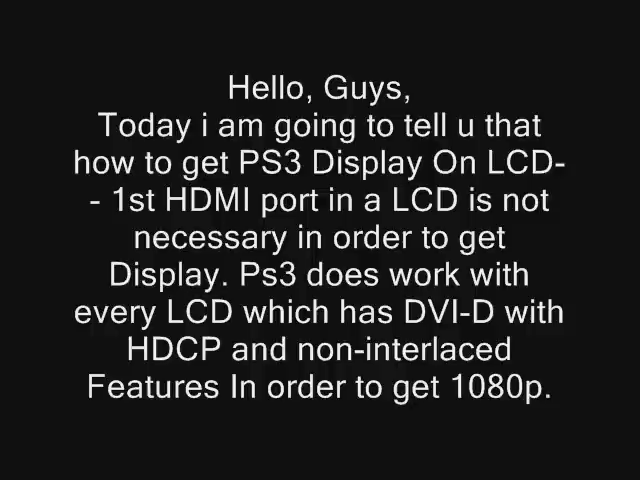 Hello, Guys,
Today i am going to tell u that
how to get PS3 Display On LCD-
- 1st HDMI port in a LCD is not
necessary in order to get
Display. Ps3 does work with
every LCD which has DVI-D with
HDCP and non-interlaced
Features In order to get 1080p.